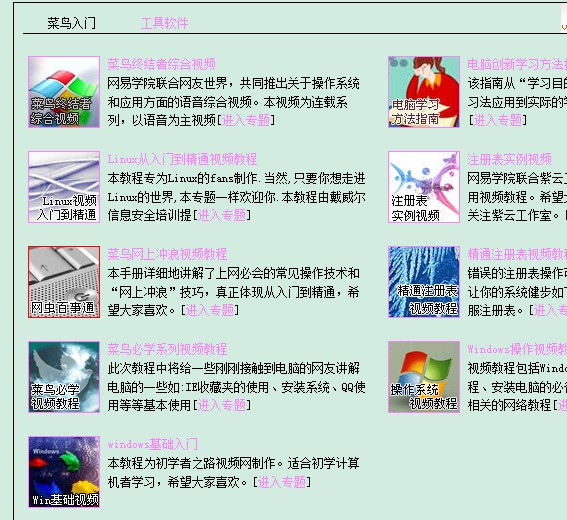 菜鸟入门
工具软件
菜鸟终结者
综合视频
菜鸟终结者综合视频
网易学院联合网友世界，共同推出关于操作系统
和应用方面的语音综合视频。本视频为连载系
列，以语音为主视频[进入专题]
Linux视频
入门到精通
Linux从入门到精通视频教程
本教程专为Linux的fans制作.当然,只要你想走进
Linux的世界,本专题一样欢迎你.本教程由戴威尔
信息安全培训提[进入专题]
网虫百事通
菜鸟网上冲浪视频教程
本手册详细地讲解了上网必会的常见操作技术和
“网上冲浪”技巧，真正体现从入门到精通，希
望大家喜欢。[进入专题]
菜鸟必学
视频教程
菜鸟必学系列视频教程
此次教程中将给一些刚刚接触到电脑的网友讲解
电脑的一些如:IE收藏夹的使用、安装系统、QQ使
用等等基本使用[进入专题]
Windows
Win基础视频
windows基础入门
本教程为初学者之路视频网制作。适合初学计算
机者学习，希望大家喜欢。[进入专题]
电脑学习
方法指南
电脑创新学习方法
该指南从“学习目的
习法应用到实际的
[进入专题]
注册表
实例视频
注册表实例视频
网易学院联合紫云工
用视频教程。希望大
关注紫云工作室。[
精通注册表
视频教程
精通注册表视频教
错误的注册表操作可
让你的系统健步如
服注册表。[进入专
操作系统
视频教程
Windows操作视频教
视频教程包括Windo
程、安装电脑的必
相关的网络教程[进